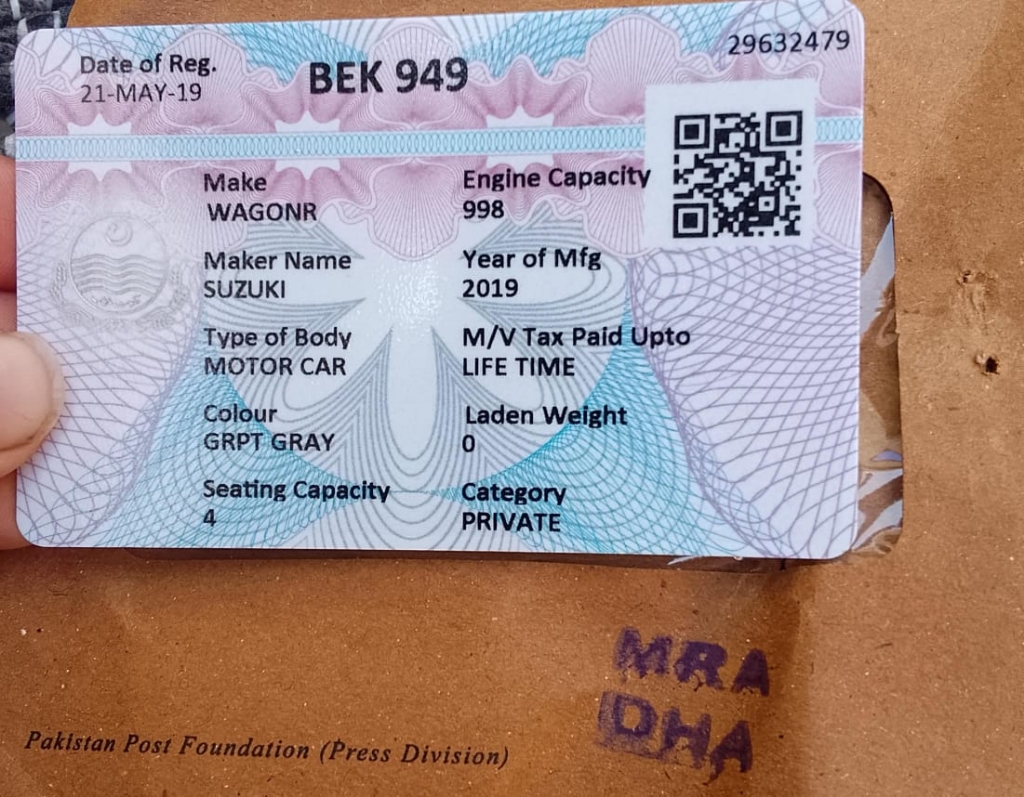 Date of Reg.
21-MAY-19
BEK 949
29632479
Make
WAGONR
Engine Capacity
998
Maker Name
SUZUKI
Year of Mfg
2019
Type of Body
MOTOR CAR
M/V Tax Paid Upto
LIFE TIME
Colour
GRPT GRAY
Laden Weight
0
Seating Capacity
4
Category
PRIVATE
MRA
DHA
Pakistan Post Foundation (Press Division)